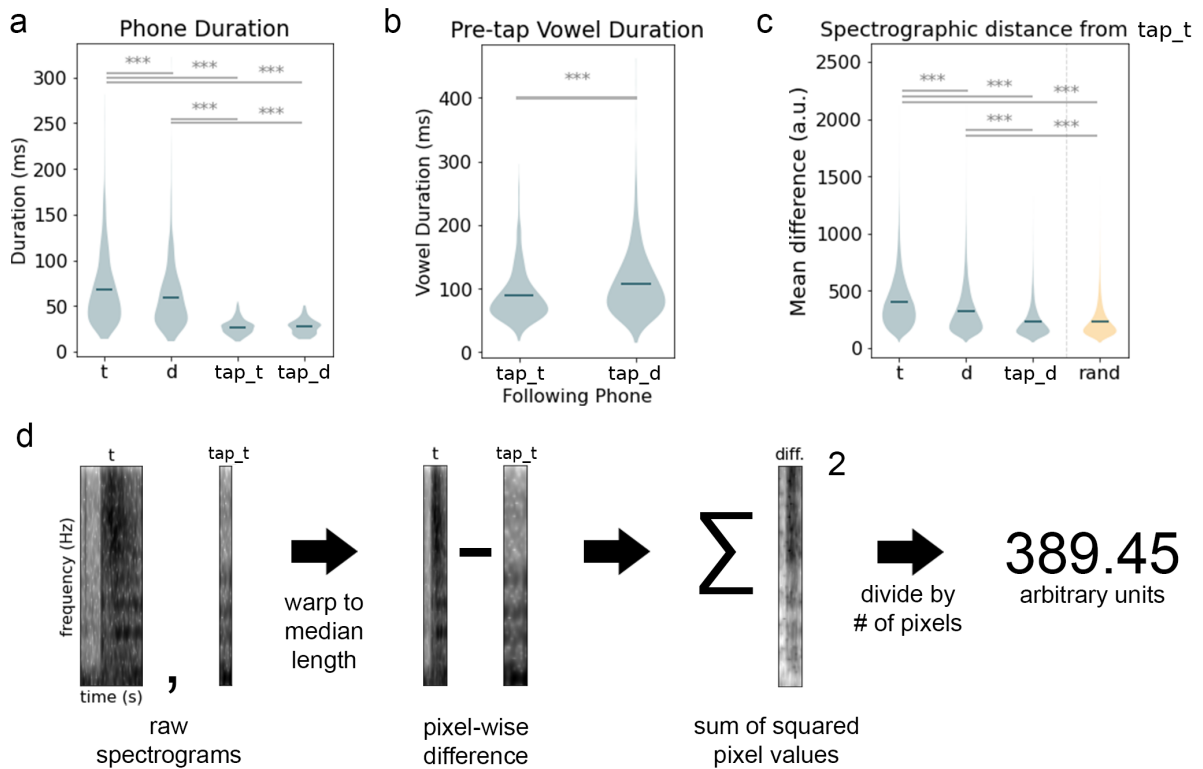 a
Phone Duration
Duration (ms)
300
250
200
150
100
50
0
*** *** ***
*** ***
t d tap_t tap_d
b
Pre-tap Vowel Duration
Vowel Duration (ms)
400
300
200
100
0
***
tap_t tap_d
Following Phone
c
Spectrographic distance from tap_t
Mean difference (a.u.)
2500
2000
1500
1000
500
0
*** *** ***
*** ***
t d tap_d rand
d
t tap_t
frequency (Hz)
time (s)
,
raw
spectrograms
warp to
median
length
t tap_t
−
pixel-wise
difference
∑
diff.
2
sum of squared
pixel values
divide by
# of pixels
389.45
arbitrary units